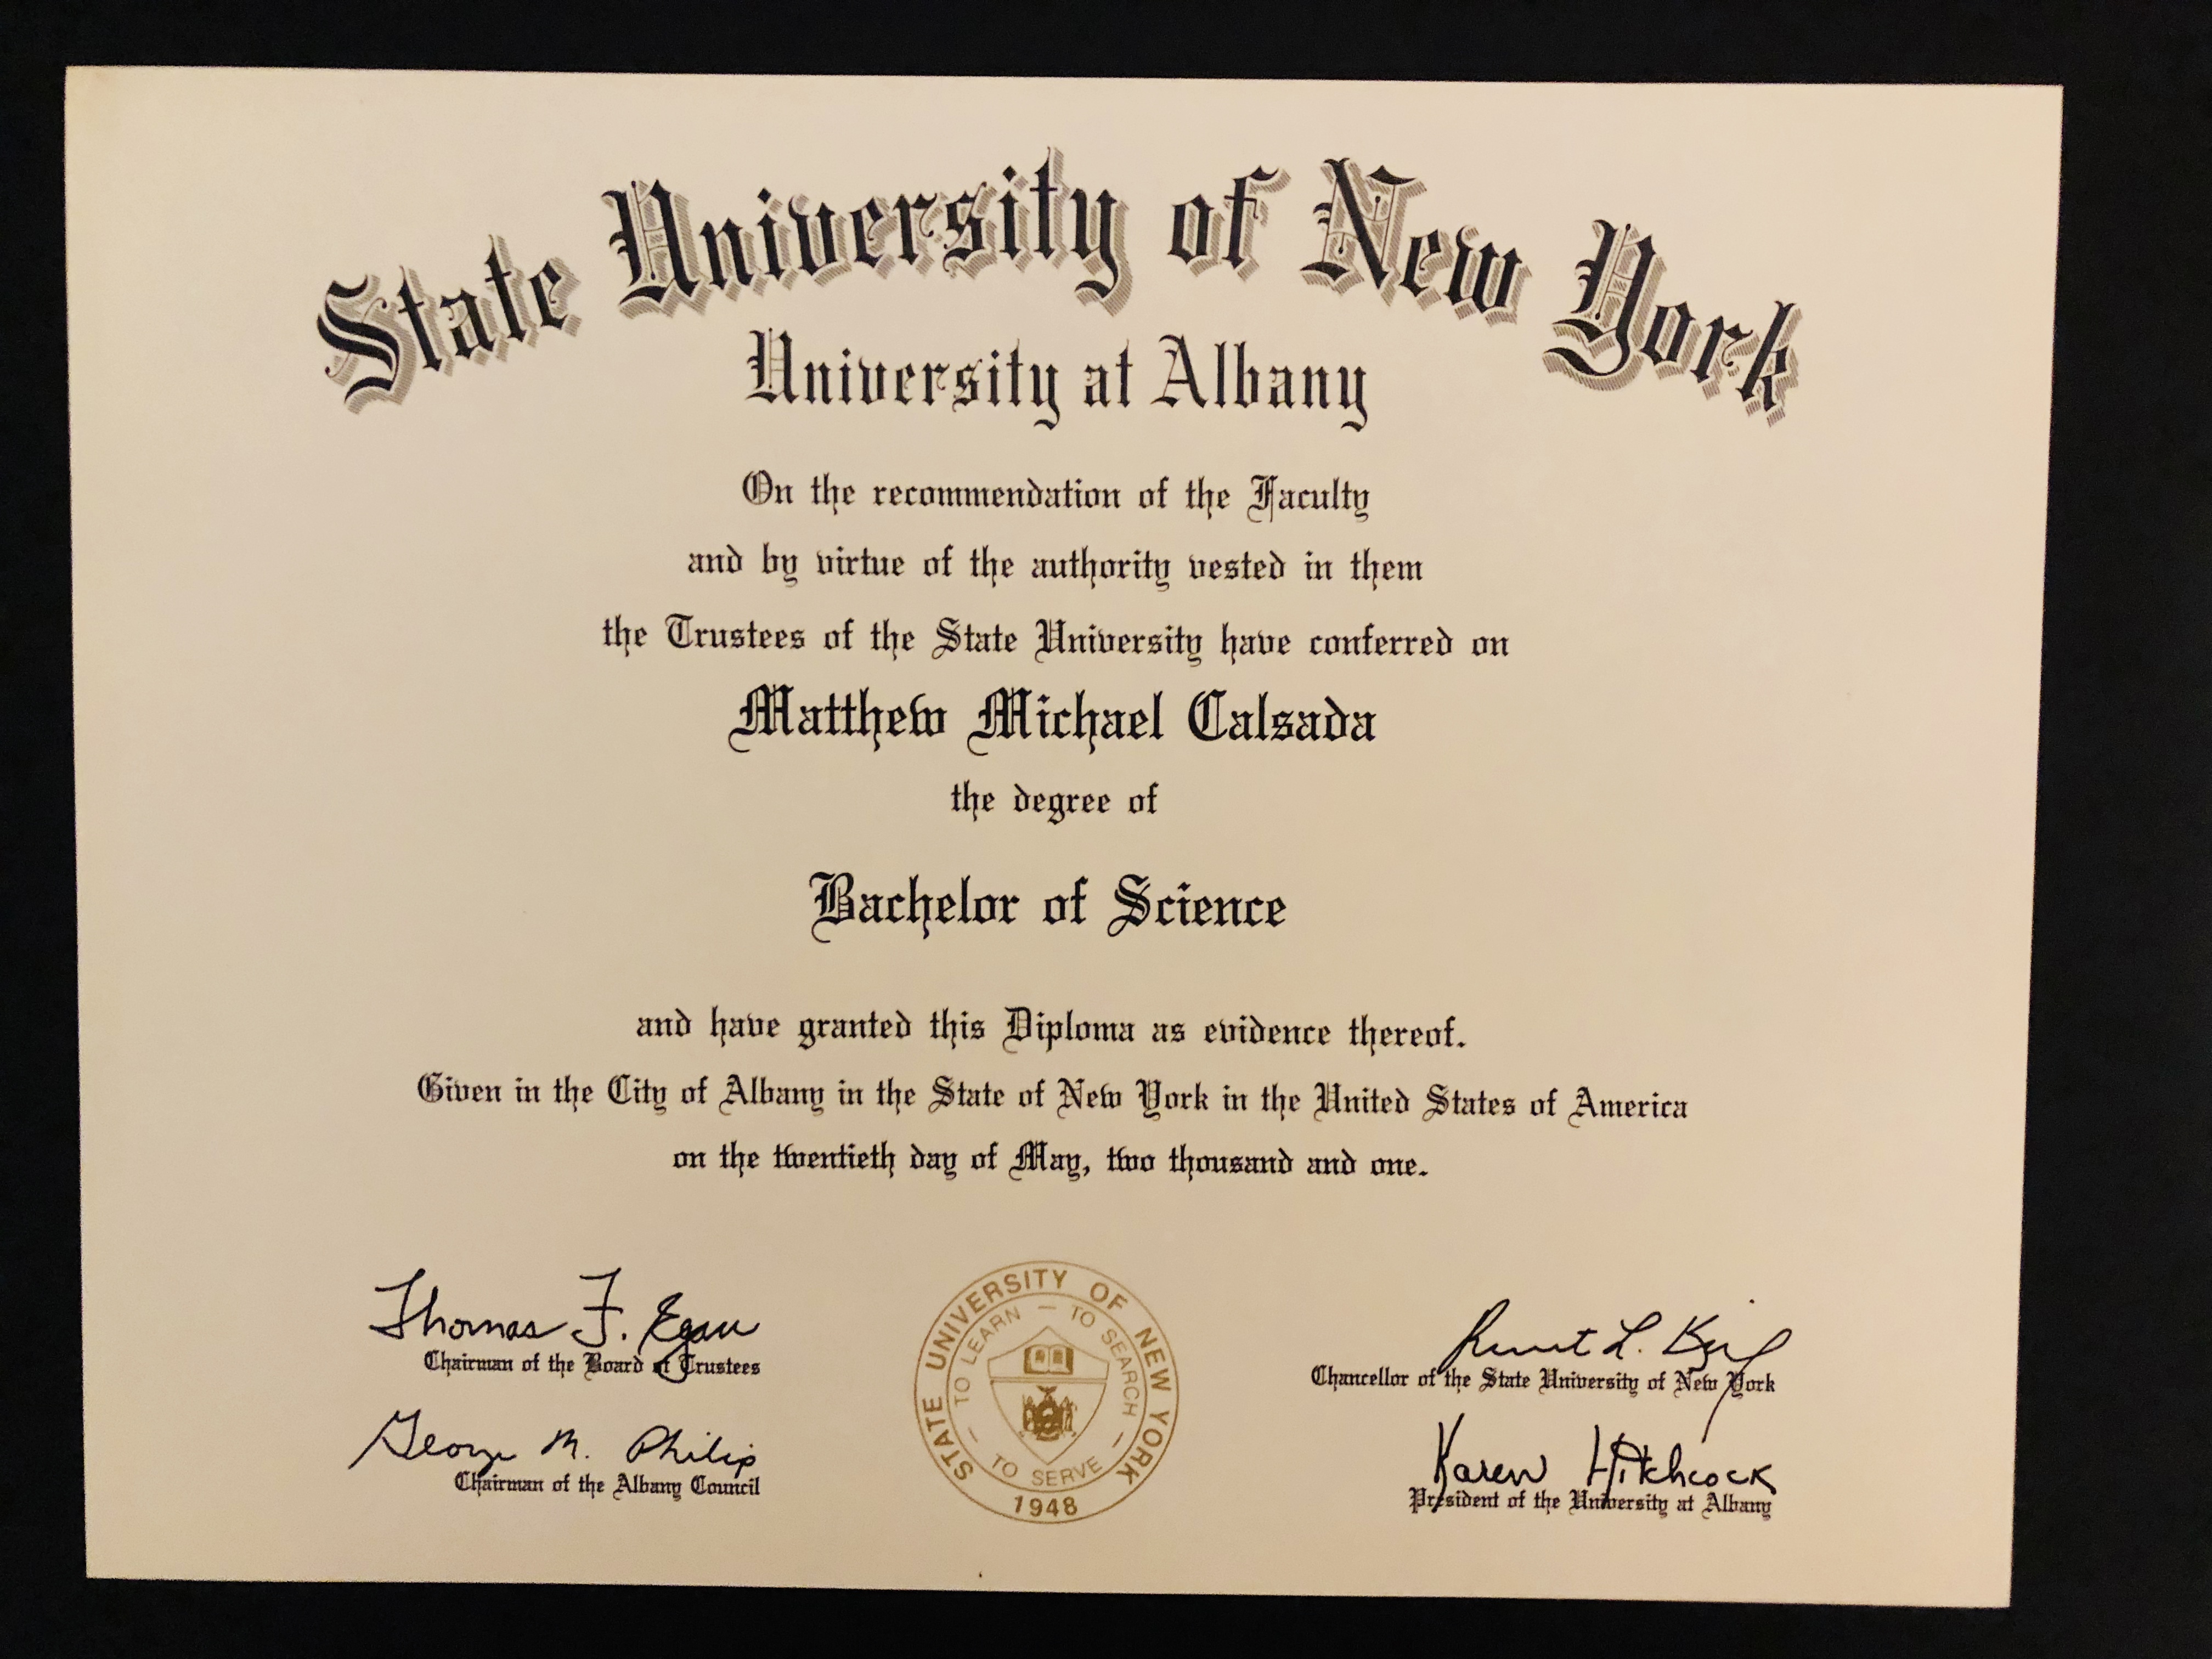 State University of New York
University at Albany
On the recommendation of the Faculty
and by virtue of the authority vested in them
the Trustees of the State University have conferred on
Matthew Michael Calsada
the degree of
Bachelor of Science
and have granted this Diploma as evidence thereof.
Given in the City of Albany in the State of New York in the United States of America
on the twentieth day of May, two thousand and one.
Thomas F. Egan
Chairman of the Board of Trustees
George M. Philip
Chairman of the Albany Council
STATE UNIVERSITY OF NEW YORK
TO LEARN — TO SEARCH — TO SERVE —
1948
L. King
Chancellor of the State University of New York
Karen Hitchcock
President of the University at Albany